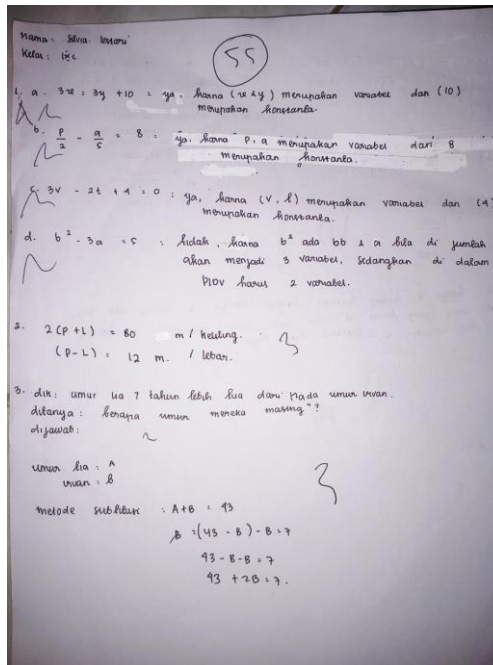 Nama : Silvia lestari
Kelas : IXC
55
1. a. 3x = 3y + 10 = ya, karna (x & y) merupakan variabel dan (10)
merupakan konstanta.
b. p/2 - q/5 = 8 : ya, karna P, q merupakan variabel dari 8
merupakan konstanta.
c. 3v - 2t + 4 = 0 : ya, karna (v, t) merupakan variabel dan (4)
merupakan konstanta.
d. b² - 3a = 5 : tidak, karna b² ada bb & a bila di jumlah
akan menjadi 3 variabel, sedangkan di dalam
PLDV harus 2 variabel.
2. 2(P+L) = 80 m / keliling.
(P-L) = 12 m. / lebar.
3
3. dik : umur lia 7 tahun lebih tua dari pada umur irvan.
ditanya : berapa umur mereka masing"?
dijawab :
umur lia : A
irvan : B
3
metode subtitusi : A+B = 43
B = (43 - B) - B = 7
43 - B - B = 7
43 + 2B = 7.